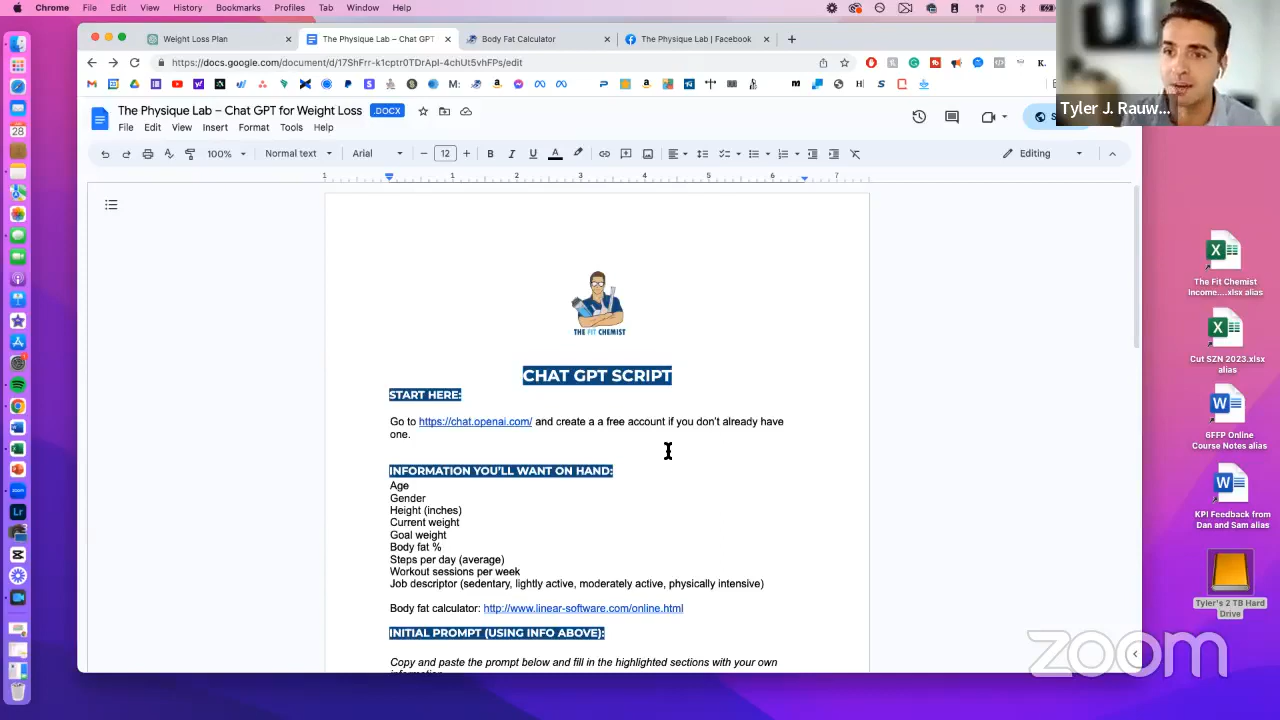 Chrome File Edit View History Bookmarks Profiles Tab Window Help
Weight Loss Plan
The Physique Lab – Chat GPT
Body Fat Calculator
The Physique Lab | Facebook
The Physique Lab – Chat GPT for Weight Loss .DOCX
File Edit View Insert Format Tools Help
100% Normal text Arial 12 Editing
1 1 2 3 4 5 6 7
Tyler J. Rauw...
THE FIT CHEMIST
CHAT GPT SCRIPT
START HERE:
Go to https://chat.openai.com/ and create a a free account if you don't already have
one.
INFORMATION YOU'LL WANT ON HAND:
Age
Gender
Height (inches)
Current weight
Goal weight
Body fat %
Steps per day (average)
Workout sessions per week
Job descriptor (sedentary, lightly active, moderately active, physically intensive)
Body fat calculator: http://www.linear-software.com/online.html
INITIAL PROMPT (USING INFO ABOVE):
Copy and paste the prompt below and fill in the highlighted sections with your own
The Fit Chemist
Income....xlsx alias
Cut SZN 2023.xlsx
alias
6FFP Online
Course Notes alias
KPI Feedback from
Dan and Sam alias
Tyler's 2 TB Hard
Drive
zoom